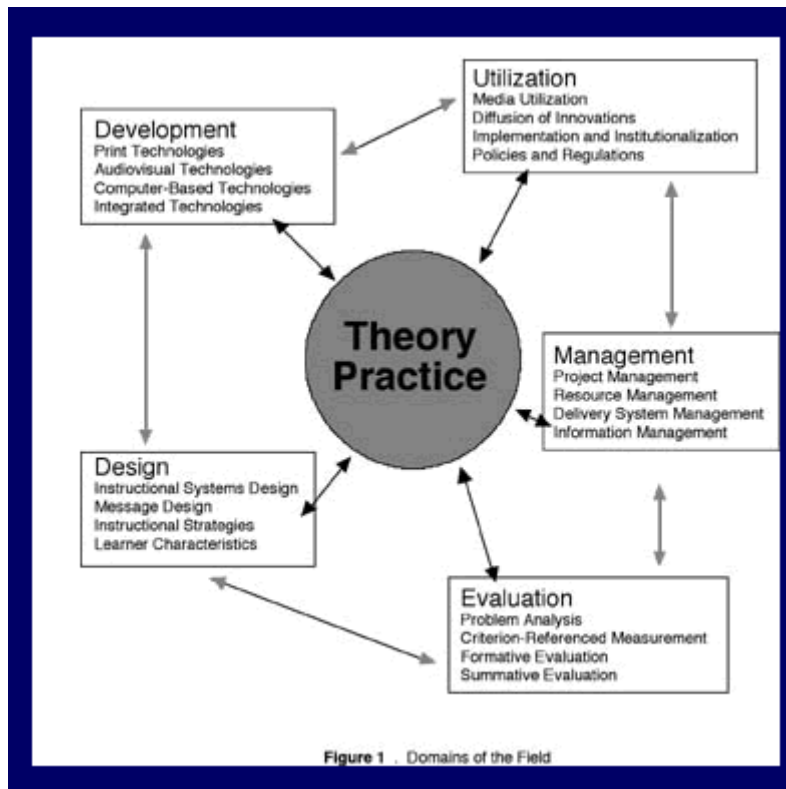 Utilization
Media Utilization
Diffusion of Innovations
Implementation and Institutionalization
Policies and Regulations
Development
Print Technologies
Audiovisual Technologies
Computer-Based Technologies
Integrated Technologies
Theory
Practice
Management
Project Management
Resource Management
Delivery System Management
Information Management
Design
Instructional Systems Design
Message Design
Instructional Strategies
Learner Characteristics
Evaluation
Problem Analysis
Criterion-Referenced Measurement
Formative Evaluation
Summative Evaluation
Figure 1 . Domains of the Field